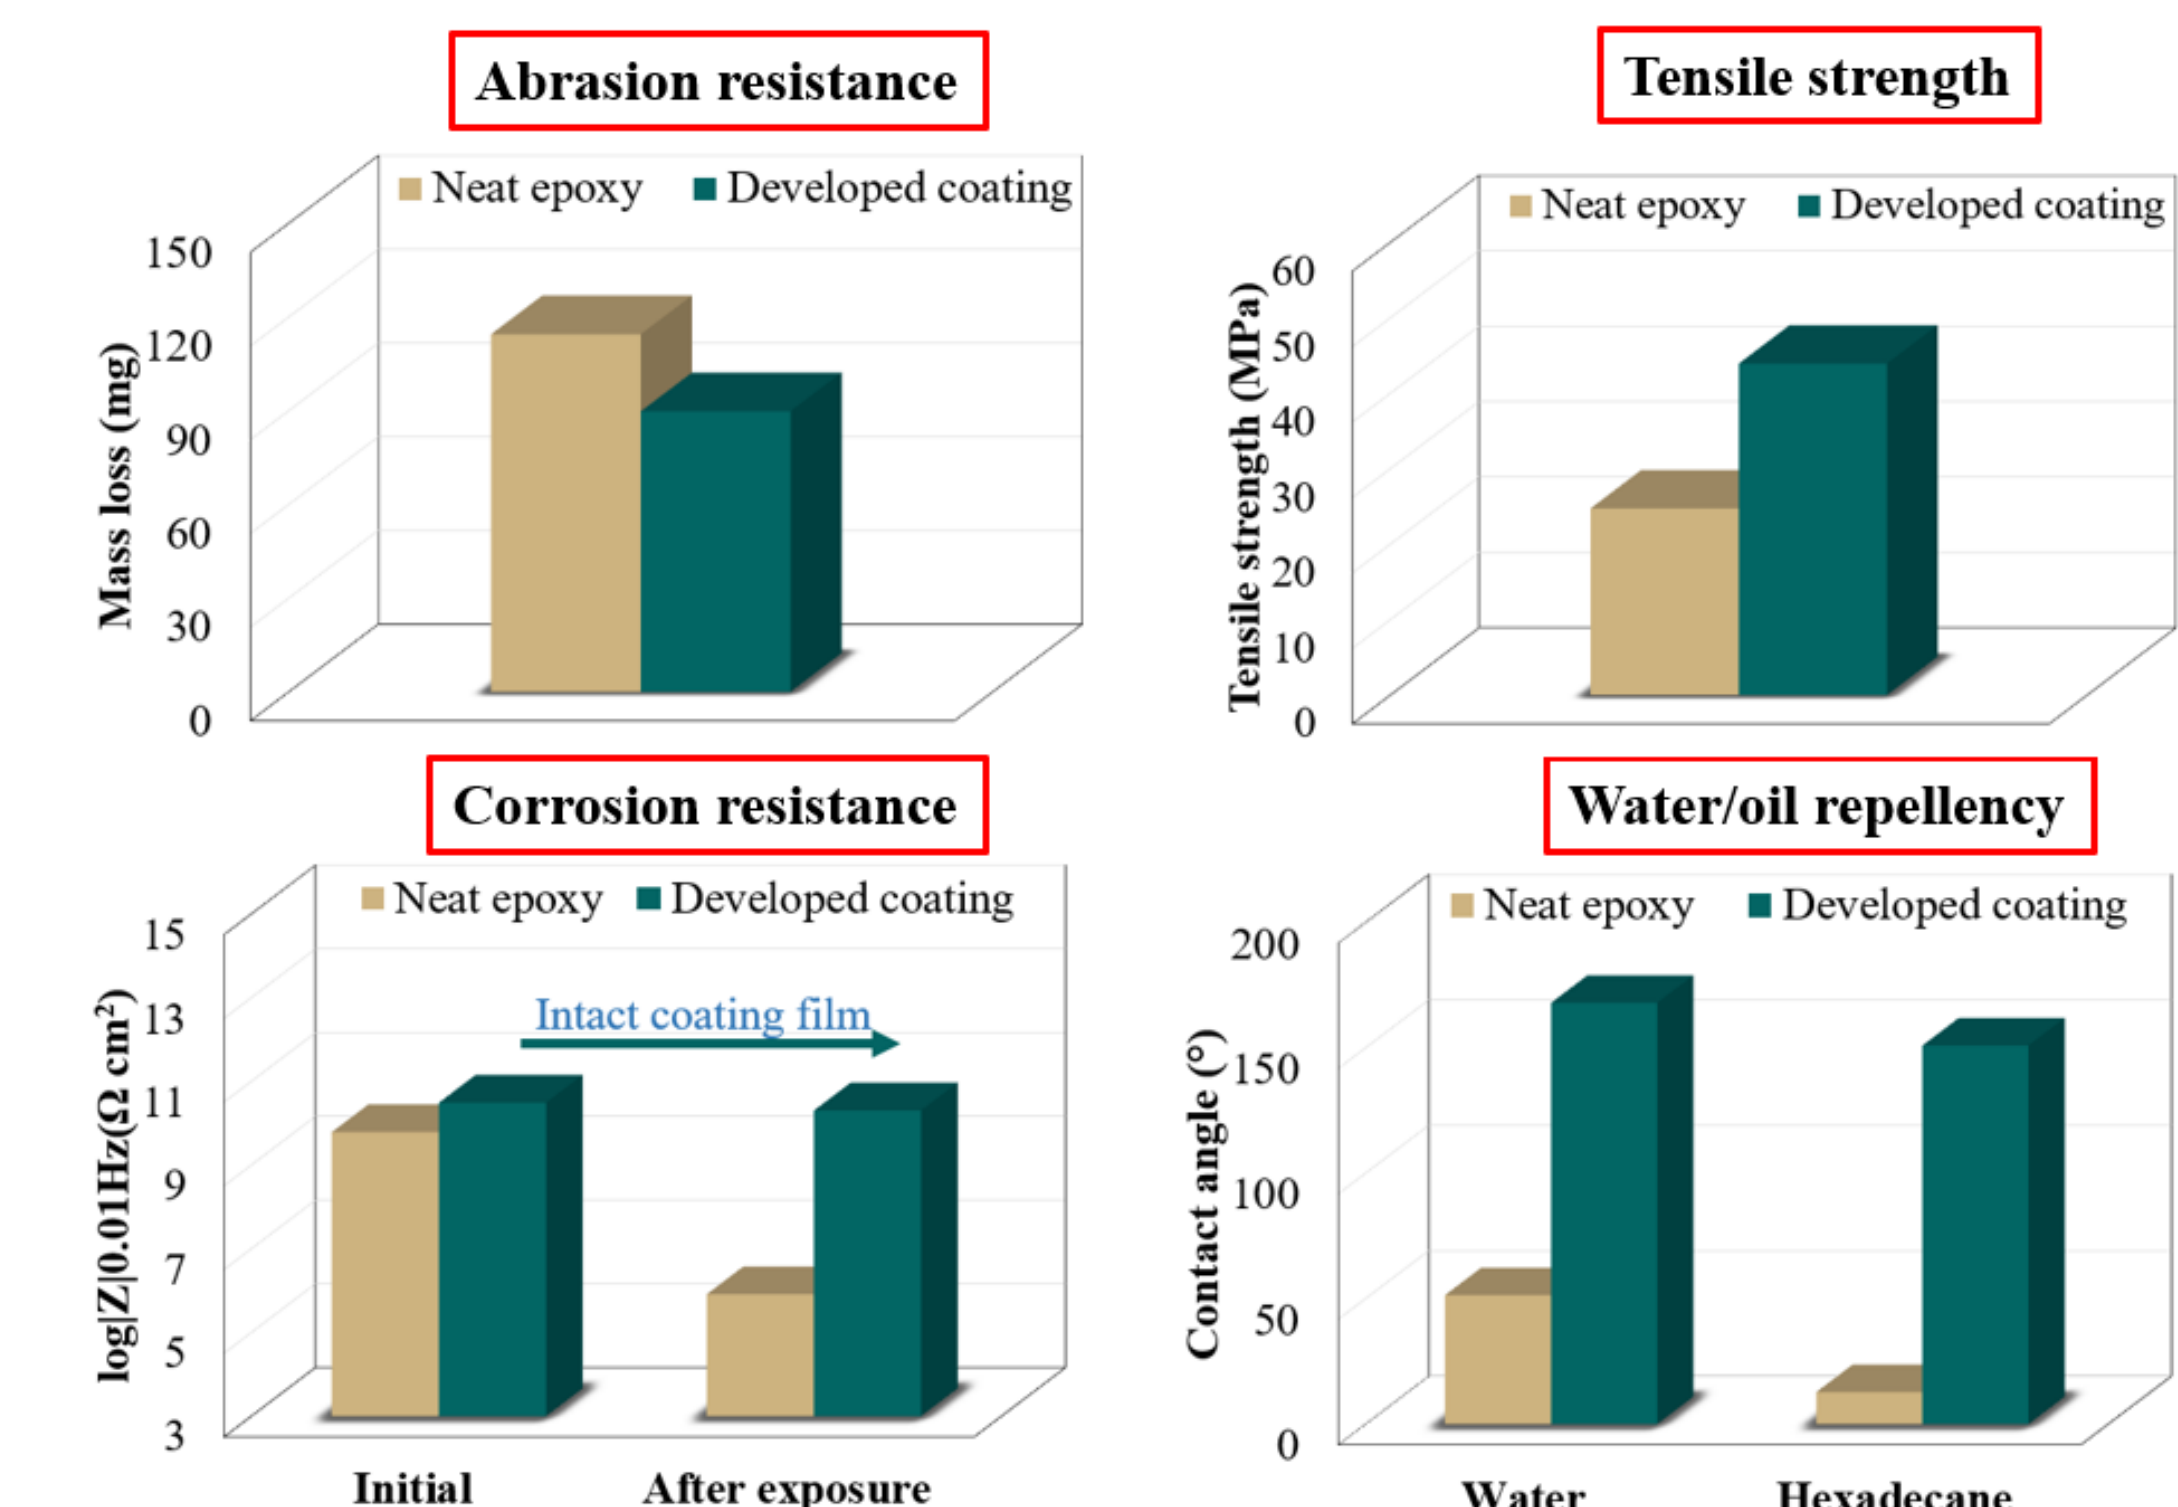 Abrasion resistance
Neat epoxy Developed coating
150
120
90
60
30
0
Mass loss (mg)
Tensile strength
Neat epoxy Developed coating
60
50
40
30
20
10
0
Tensile strength (MPa)
Corrosion resistance
Neat epoxy Developed coating
15
13
11
9
7
5
3
log|Z|0.01Hz(Ω cm²)
Intact coating film
Initial After exposure
Water/oil repellency
Neat epoxy Developed coating
200
150
100
50
0
Contact angle (°)
Water Hexadecane